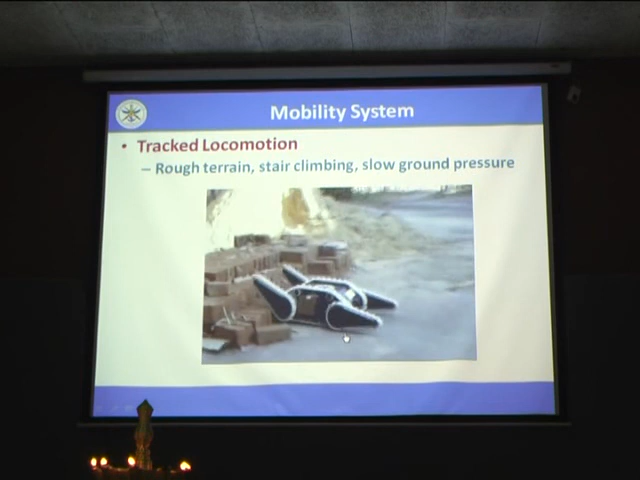 Mobility System
• Tracked Locomotion
– Rough terrain, stair climbing, slow ground pressure